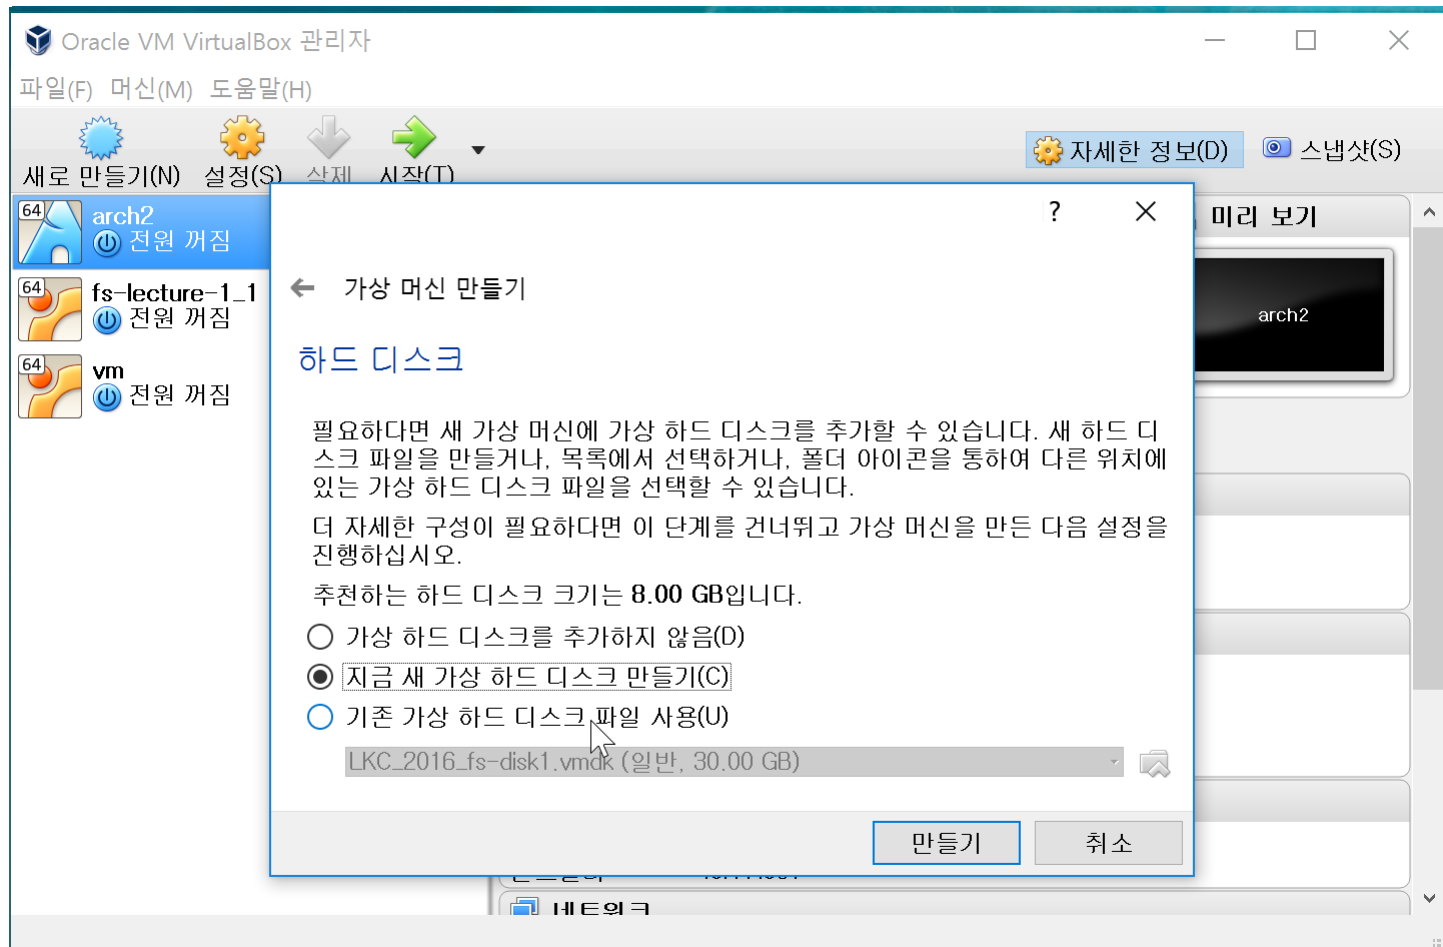 Oracle VM VirtualBox 관리자
파일(F) 머신(M) 도움말(H)
새로 만들기(N) 설정(S) 삭제 시작(T)
자세한 정보(D) 스냅샷(S)
64 arch2
전원 꺼짐
64 fs-lecture-1_1
전원 꺼짐
64 vm
전원 꺼짐
미리 보기
arch2
?
가상 머신 만들기
하드 디스크
필요하다면 새 가상 머신에 가상 하드 디스크를 추가할 수 있습니다. 새 하드 디
스크 파일을 만들거나, 목록에서 선택하거나, 폴더 아이콘을 통하여 다른 위치에
있는 가상 하드 디스크 파일을 선택할 수 있습니다.
더 자세한 구성이 필요하다면 이 단계를 건너뛰고 가상 머신을 만든 다음 설정을
진행하십시오.
추천하는 하드 디스크 크기는 8.00 GB입니다.
가상 하드 디스크를 추가하지 않음(D)
지금 새 가상 하드 디스크 만들기(C)
기존 가상 하드 디스크 파일 사용(U)
LKC_2016_fs-disk1.vmdk (일반, 30.00 GB)
만들기 취소
네트워크